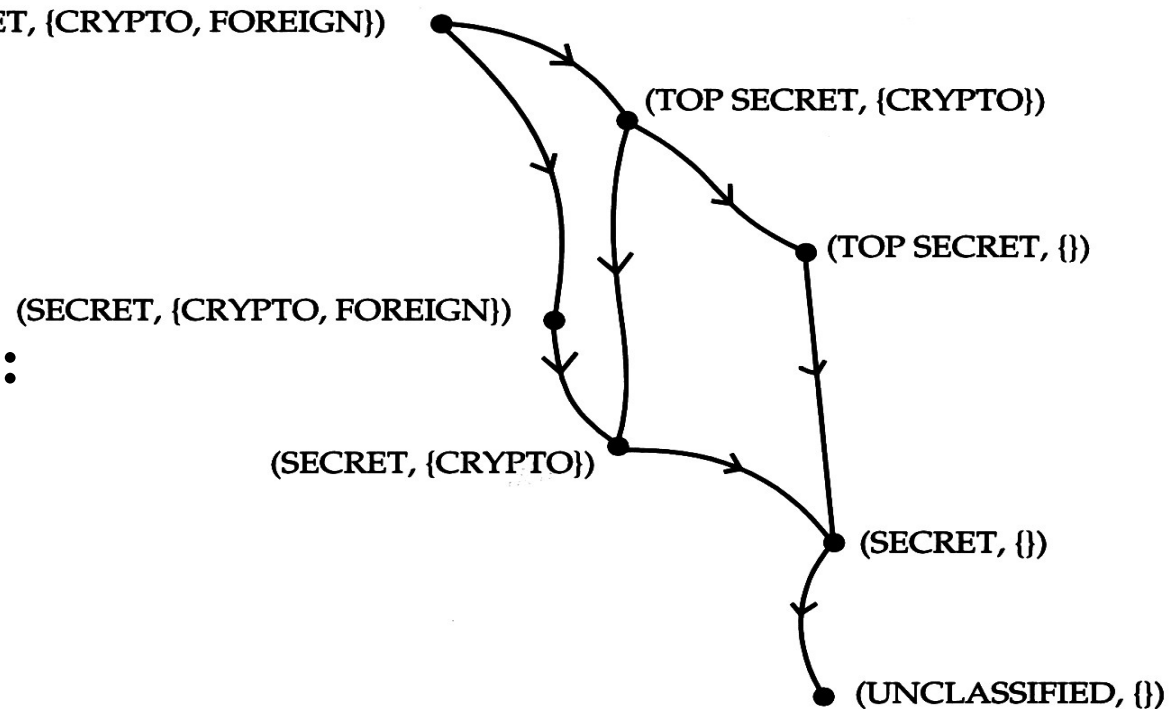 ET, {CRYPTO, FOREIGN})
(TOP SECRET, {CRYPTO})
(TOP SECRET, {})
(SECRET, {CRYPTO, FOREIGN})
:
(SECRET, {CRYPTO})
(SECRET, {})
(UNCLASSIFIED, {})